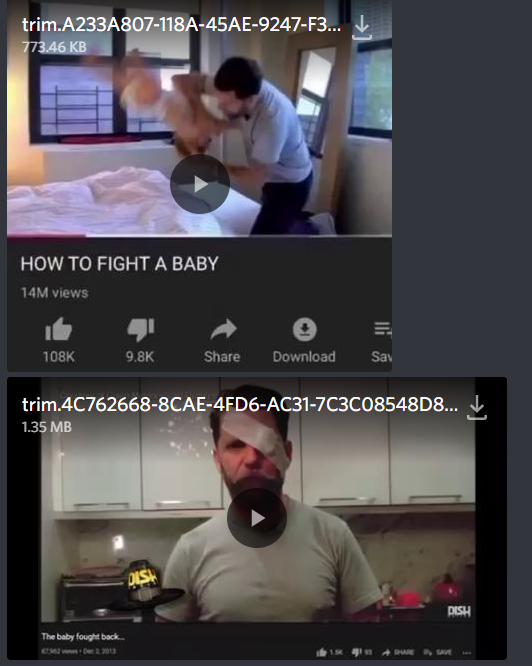 trim.A233A807-118A-45AE-9247-F3...
773.46 KB
HOW TO FIGHT A BABY
14M views
108K 9.8K Share Download Sav
trim.4C762668-8CAE-4FD6-AC31-7C3C08548D8...
1.35 MB
DISH
DISH
The baby fought back...
67,962 views • Dec 2, 2013
1.5K 93 SHARE SAVE ...